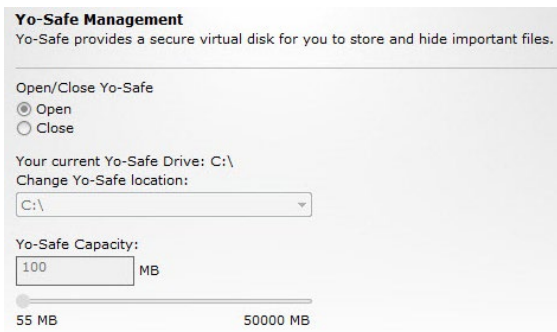 Yo-Safe Management
Yo-Safe provides a secure virtual disk for you to store and hide important files.
Open/Close Yo-Safe
Open
Close
Your current Yo-Safe Drive: C:\
Change Yo-Safe location:
C:\
Yo-Safe Capacity:
100 MB
55 MB 50000 MB